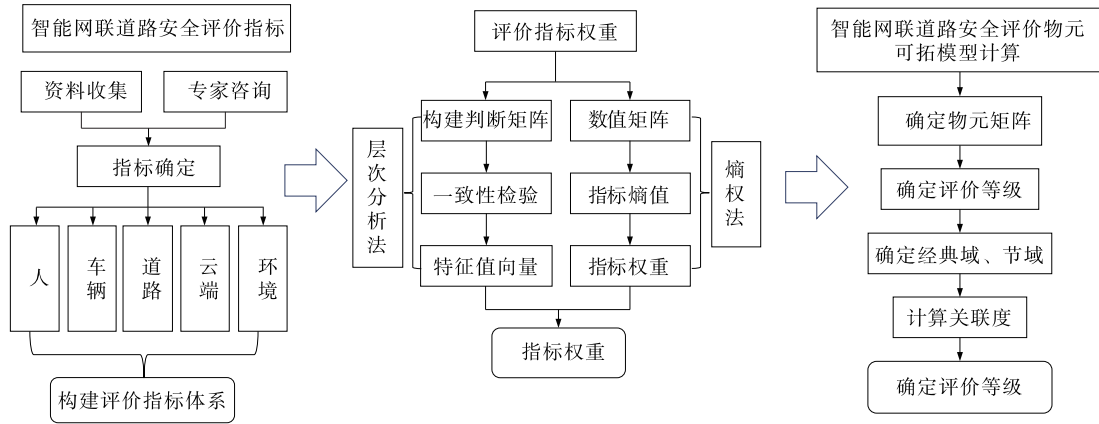 智能网联道路安全评价指标
资料收集
专家咨询
指标确定
人
车辆
道路
云端
环境
构建评价指标体系
评价指标权重
层次分析法
构建判断矩阵
一致性检验
特征值向量
数值矩阵
指标熵值
指标权重
熵权法
指标权重
智能网联道路安全评价物元
可拓模型计算
确定物元矩阵
确定评价等级
确定经典域、节域
计算关联度
确定评价等级